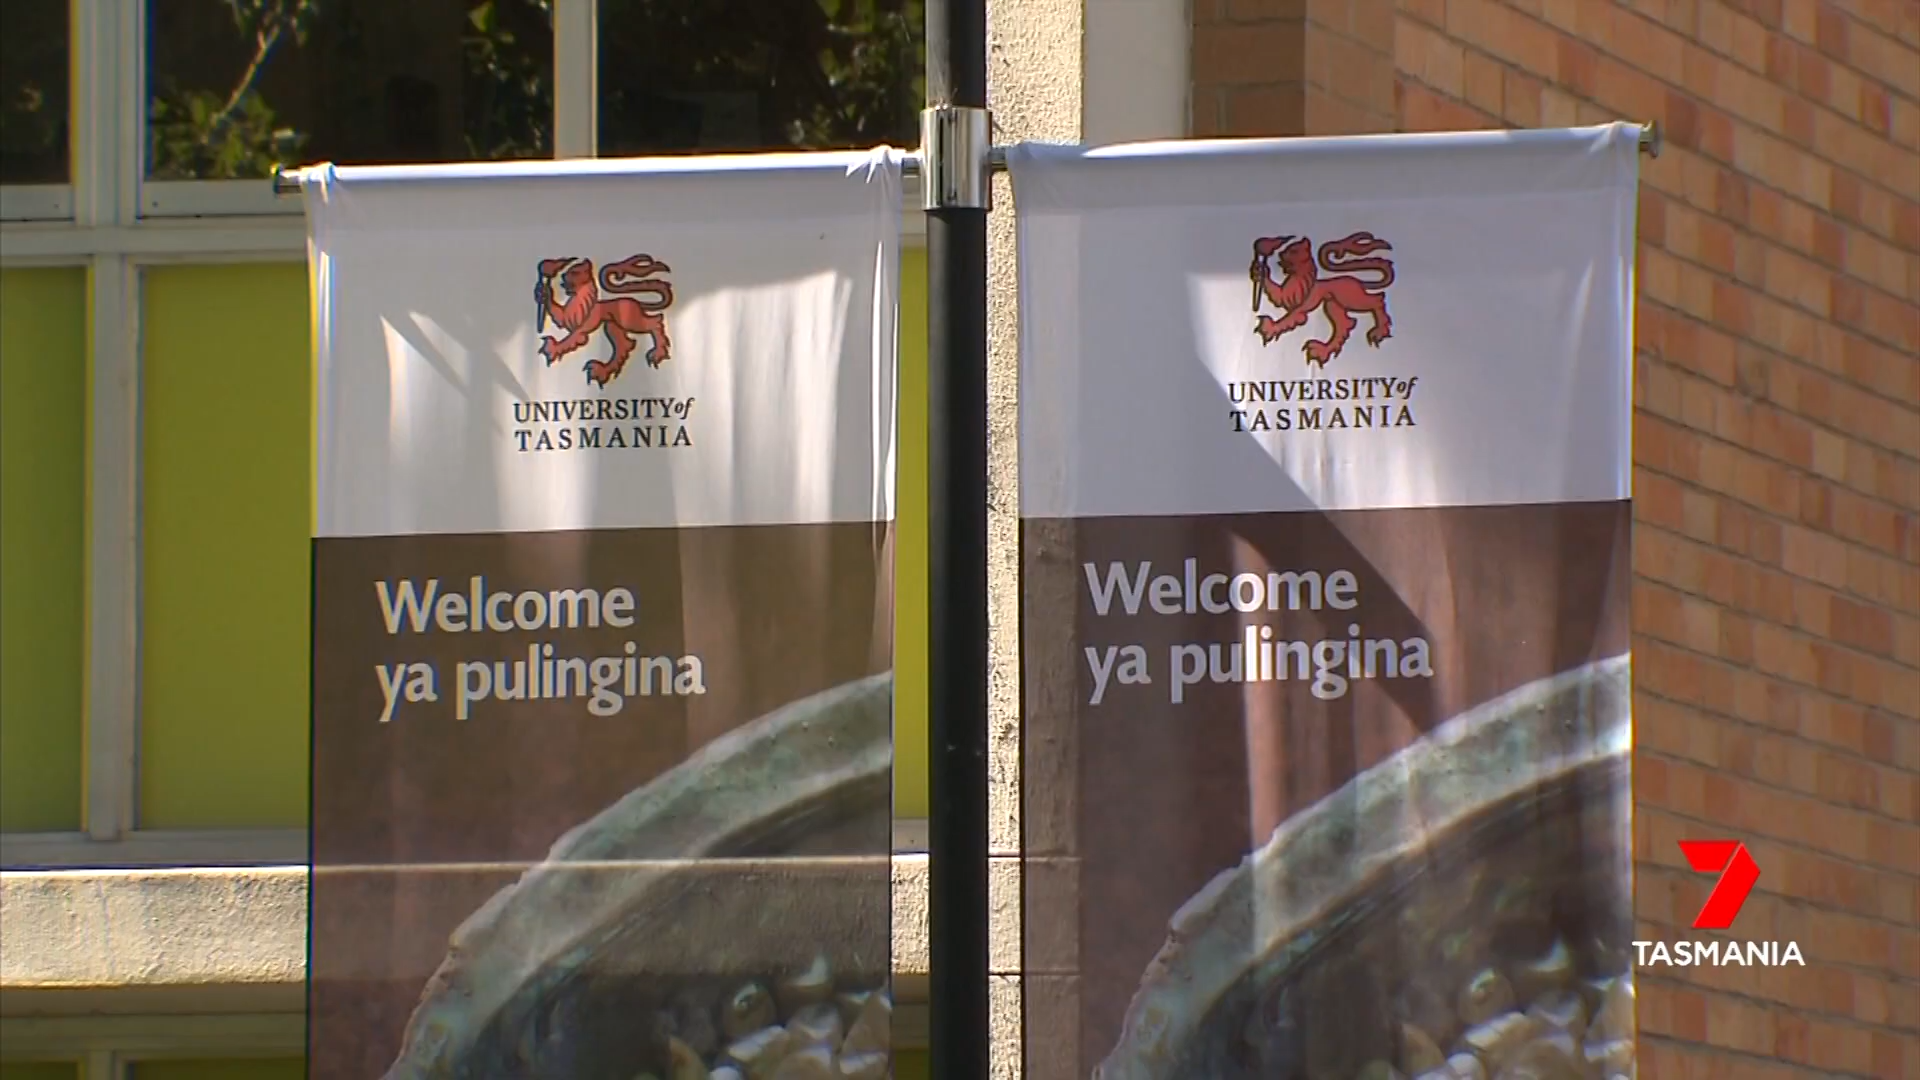 UNIVERSITY of
TASMANIA
Welcome
ya pulingina
UNIVERSITY of
TASMANIA
Welcome
ya pulingina
7
TASMANIA